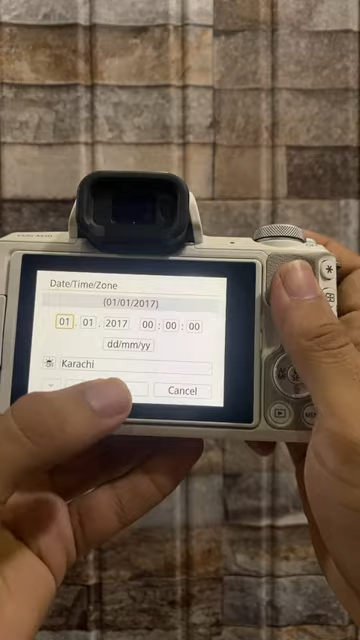 Date/Time/Zone
(01/01/2017)
01 . 01 . 2017 00 : 00 : 00
dd/mm/yy
Karachi
Cancel